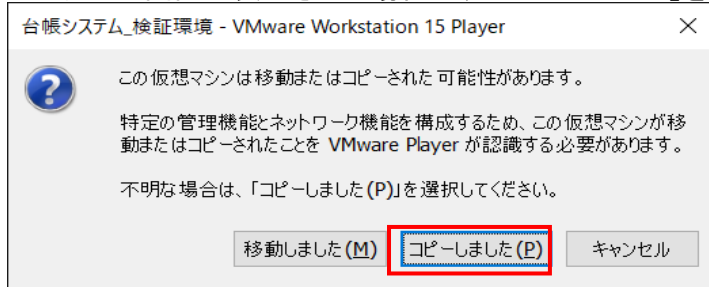 台帳システム_検証環境 - VMware Workstation 15 Player
この仮想マシンは移動またはコピーされた可能性があります。
特定の管理機能とネットワーク機能を構成するため、この仮想マシンが移
動またはコピーされたことを VMware Player が認識する必要があります。
不明な場合は、「コピーしました(P)」を選択してください。
移動しました(M) コピーしました(P) キャンセル